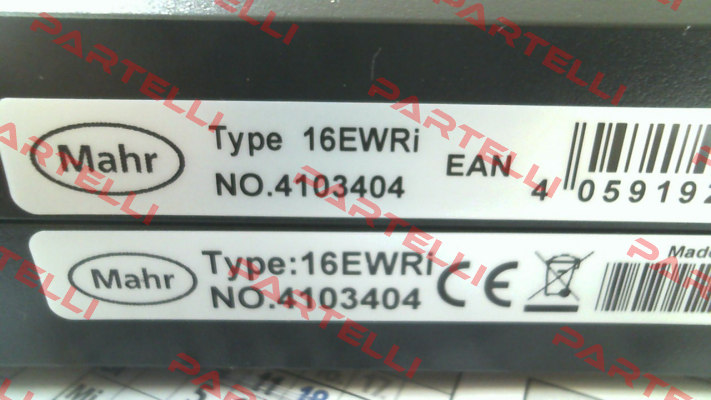 Mahr
Type 16EWRi
NO.4103404
EAN
4 059192
Mahr
Type:16EWRi
NO.4103404
CE
Made
PARTELLI
PARTELLI
PARTELLI
PARTELLI
PARTELLI
PARTELLI